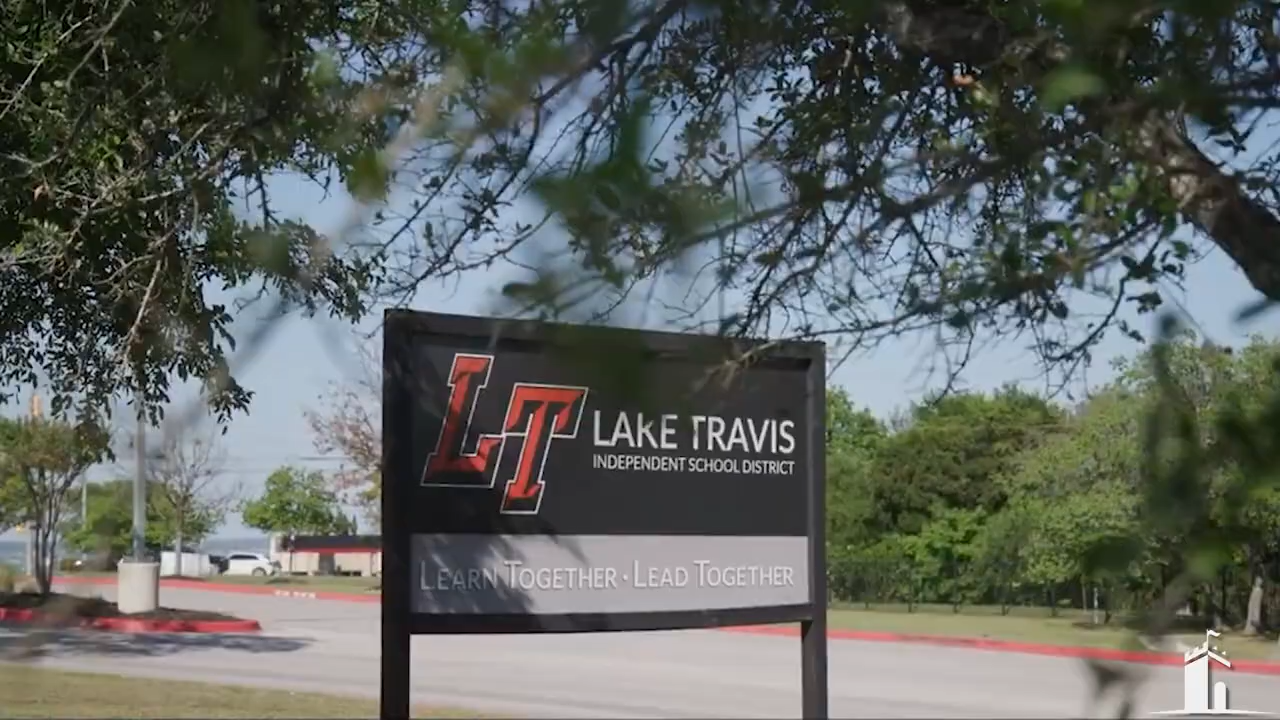 LT
LAKE TRAVIS
INDEPENDENT SCHOOL DISTRICT
LEARN TOGETHER · LEAD TOGETHER